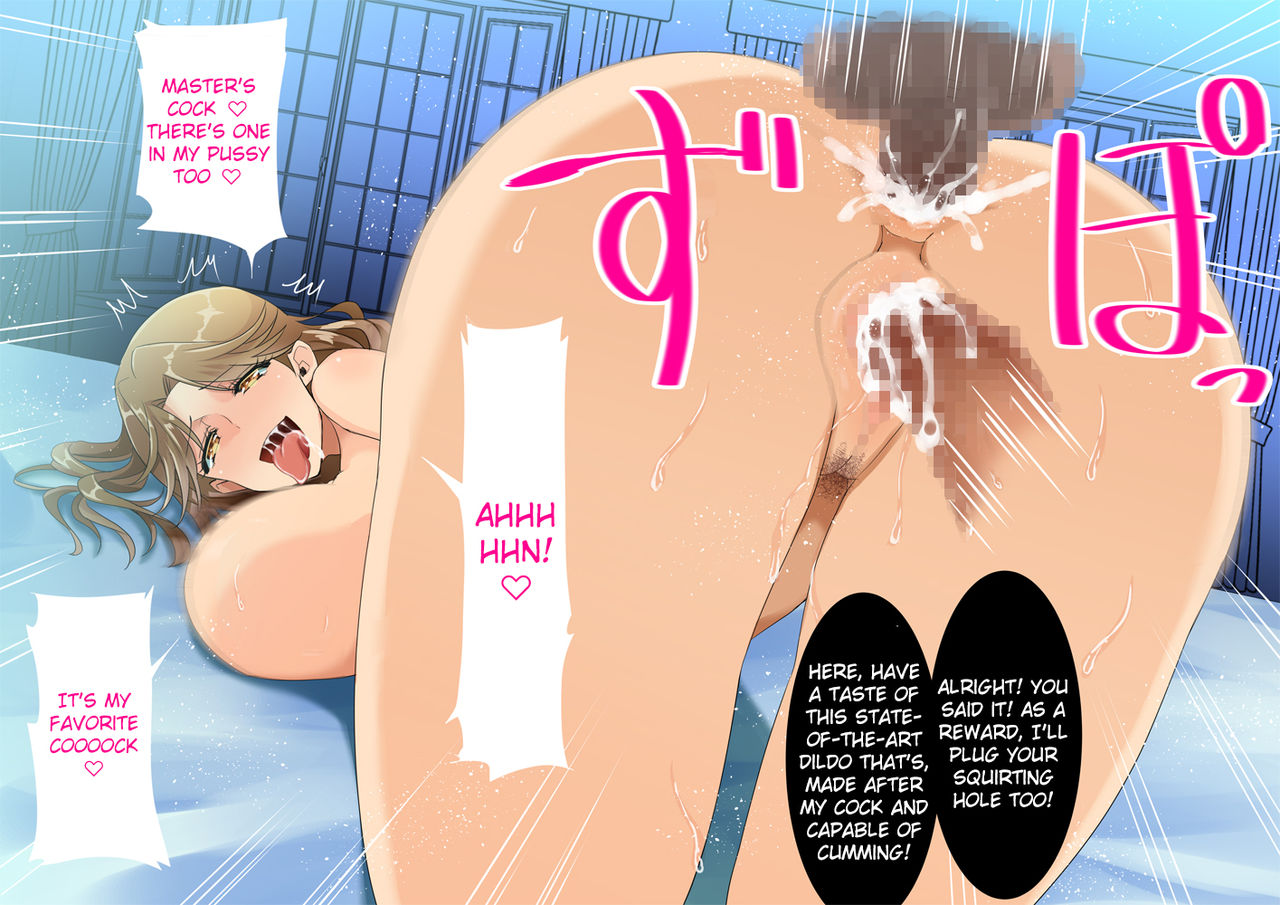 ALRIGHT! YOU
SAID IT! AS A
REWARD, I'LL
PLUG YOUR
SQUIRTING
HOLE TOO!
HERE, HAVE
A TASTE OF
THIS STATE-
OF-THE-ART
DILDO THAT'S,
MADE AFTER
MY COCK AND
CAPABLE OF
CUMMING!
ずぱっ
AHHH
HHN!
♡
MASTER'S
COCK ♡
THERE'S ONE
IN MY PUSSY
TOO ♡
IT'S MY
FAVORITE
COOOOCK
♡